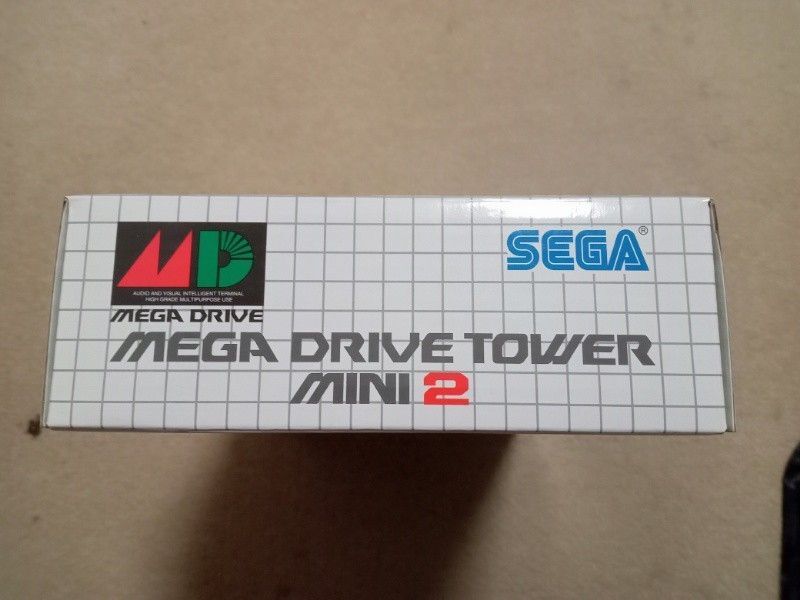 MD
AUDIO AND VISUAL INTELLIGENT TERMINAL
HIGH GRADE MULTIPURPOSE USE
MEGA DRIVE
SEGA®
MEGA DRIVE TOWER
MINI 2